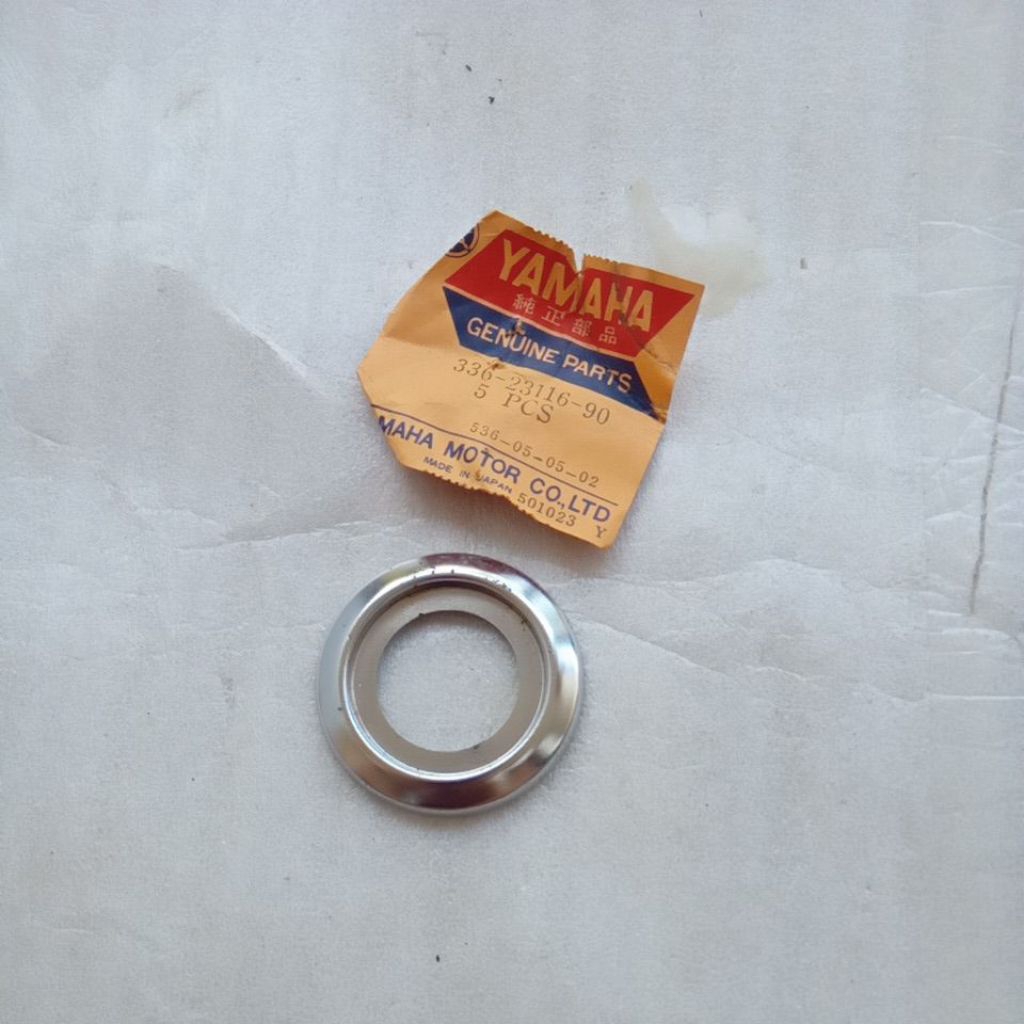 YAMAHA
純正部品
GENUINE PARTS
336-23116-90
5 PCS
536-05-05-02
MAHA MOTOR CO.,LTD
MADE IN JAPAN 501023 Y